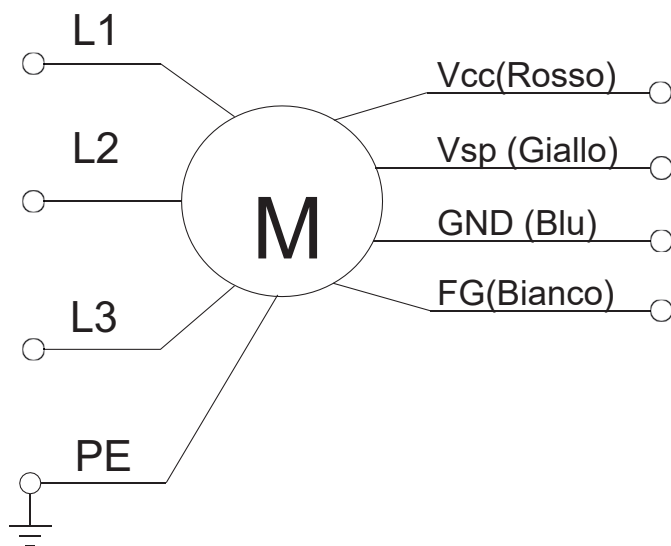 L1
L2
L3
PE
M
Vcc(Rosso)
Vsp (Giallo)
GND (Blu)
FG(Bianco)